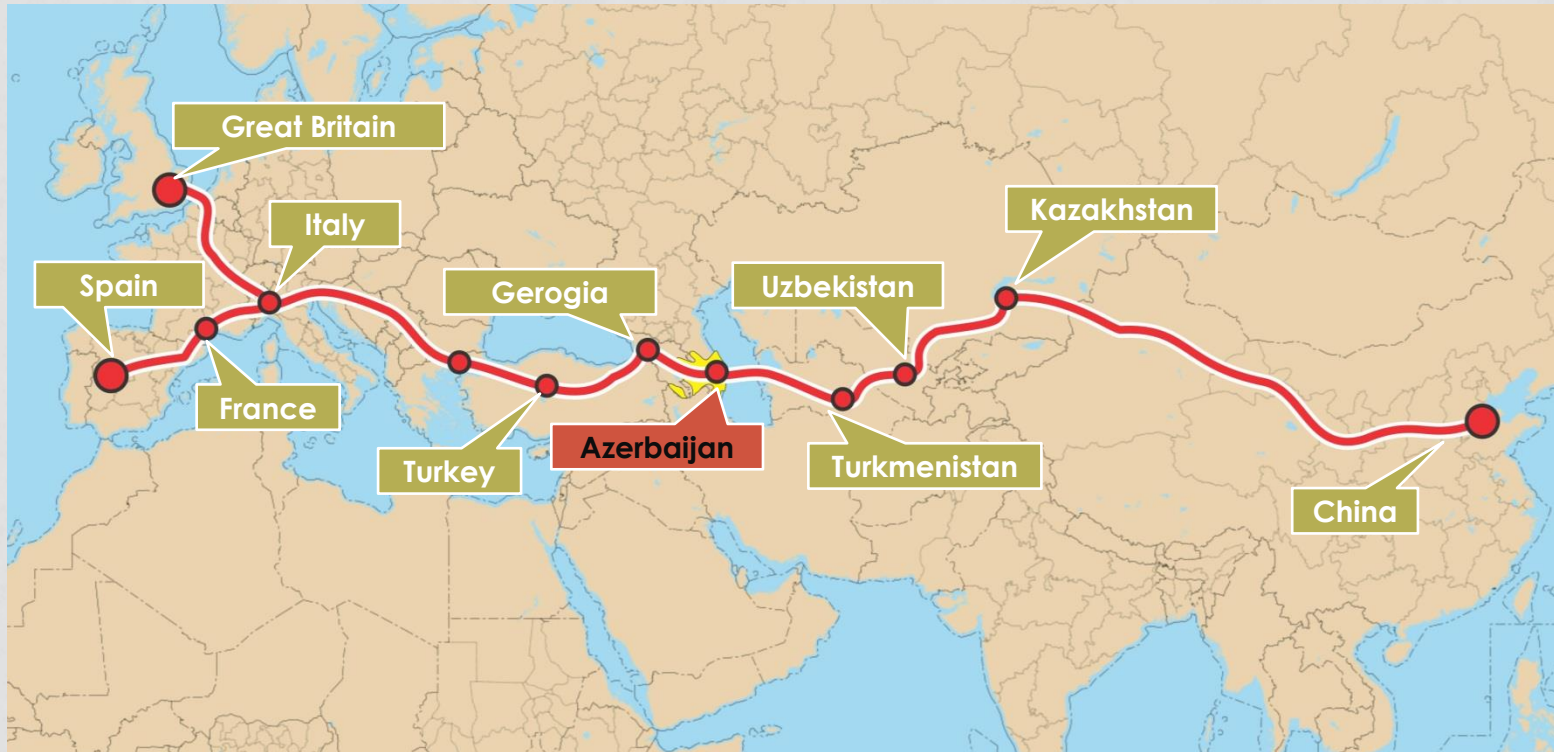 Great Britain
Italy
Kazakhstan
Spain
Gerogia
Uzbekistan
France
Azerbaijan
Turkey
Turkmenistan
China